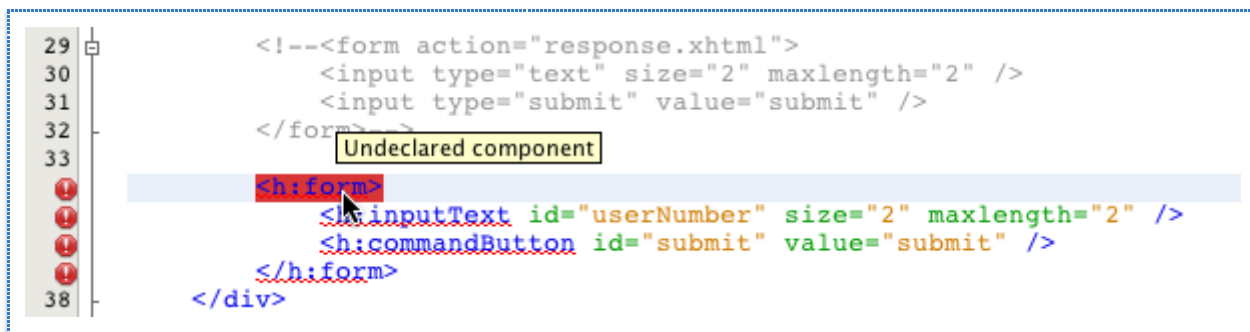 29 <!--<form action="response.xhtml">
30 <input type="text" size="2" maxlength="2" />
31 <input type="submit" value="submit" />
32 </form>-->
33 Undeclared component
<h:form>
<h:inputText id="userNumber" size="2" maxlength="2" />
<h:commandButton id="submit" value="submit" />
</h:form>
38 </div>